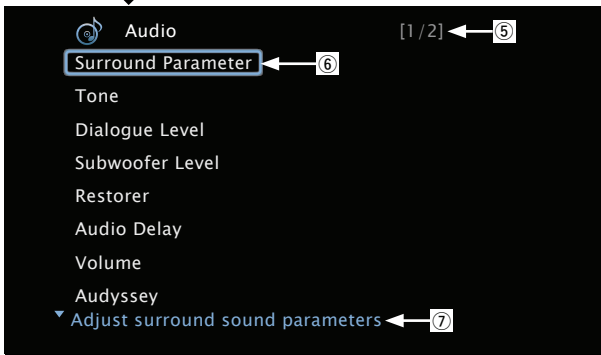 Audio [1/2] ⑤
Surround Parameter ⑥
Tone
Dialogue Level
Subwoofer Level
Restorer
Audio Delay
Volume
Audyssey
Adjust surround sound parameters ⑦